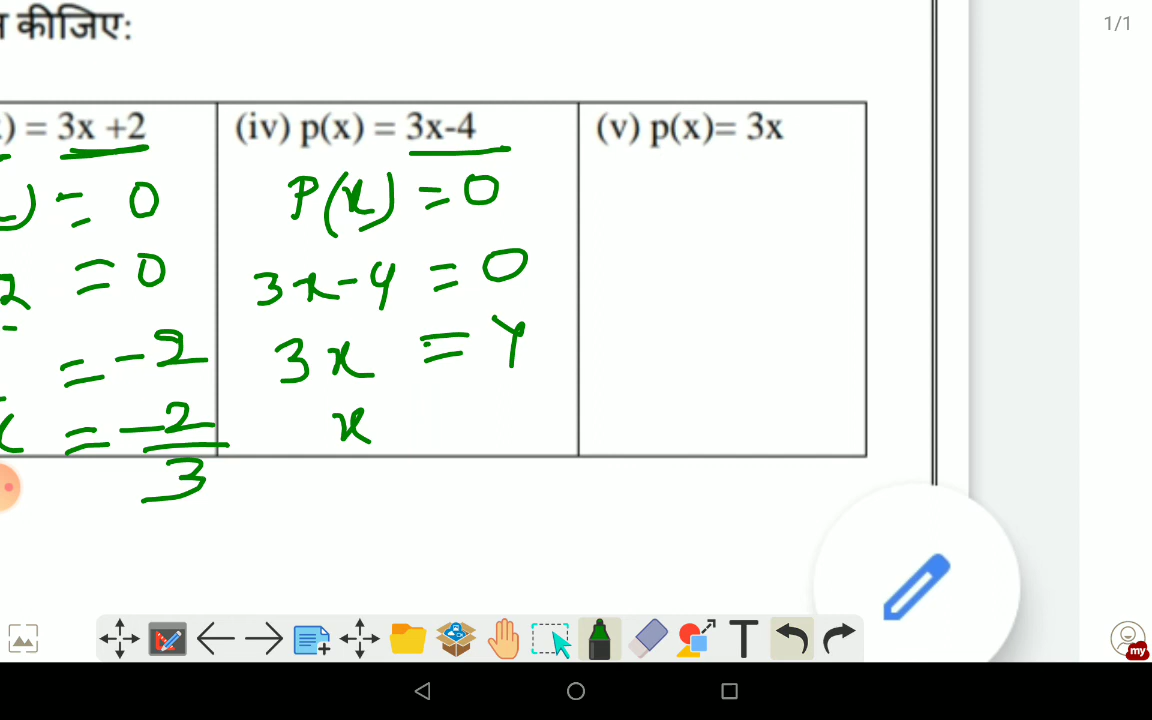 1/1
कीजिए:
) = 3x +2
(iv) p(x) = 3x-4
(v) p(x)= 3x
) = 0
2 = 0
= -2
x = -2/3
P(x) = 0
3x-4 = 0
3x = 4
x
T
my